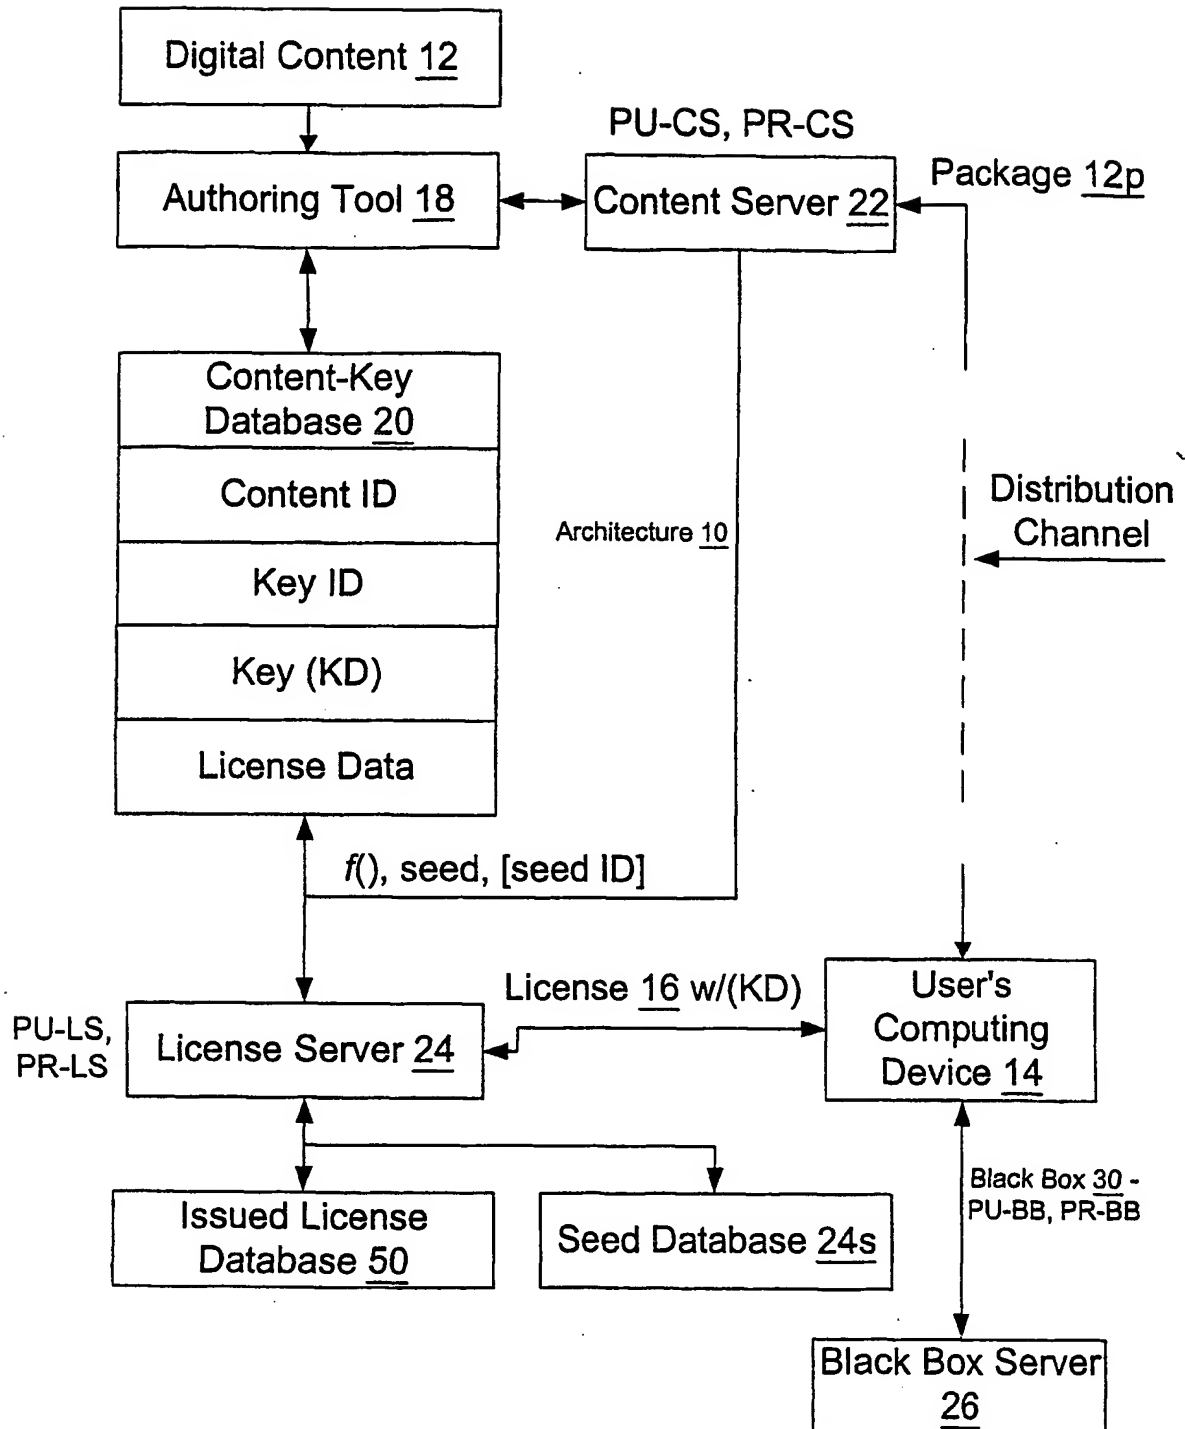 Digital Content 12
PU-CS, PR-CS
Authoring Tool 18
Content Server 22
Package 12p
Content-Key
Database 20
Content ID
Key ID
Key (KD)
License Data
Architecture 10
Distribution
Channel
f(), seed, [seed ID]
License 16 w/(KD)
User's
Computing
Device 14
PU-LS,
PR-LS
License Server 24
Black Box 30 -
PU-BB, PR-BB
Issued License
Database 50
Seed Database 24s
Black Box Server
26